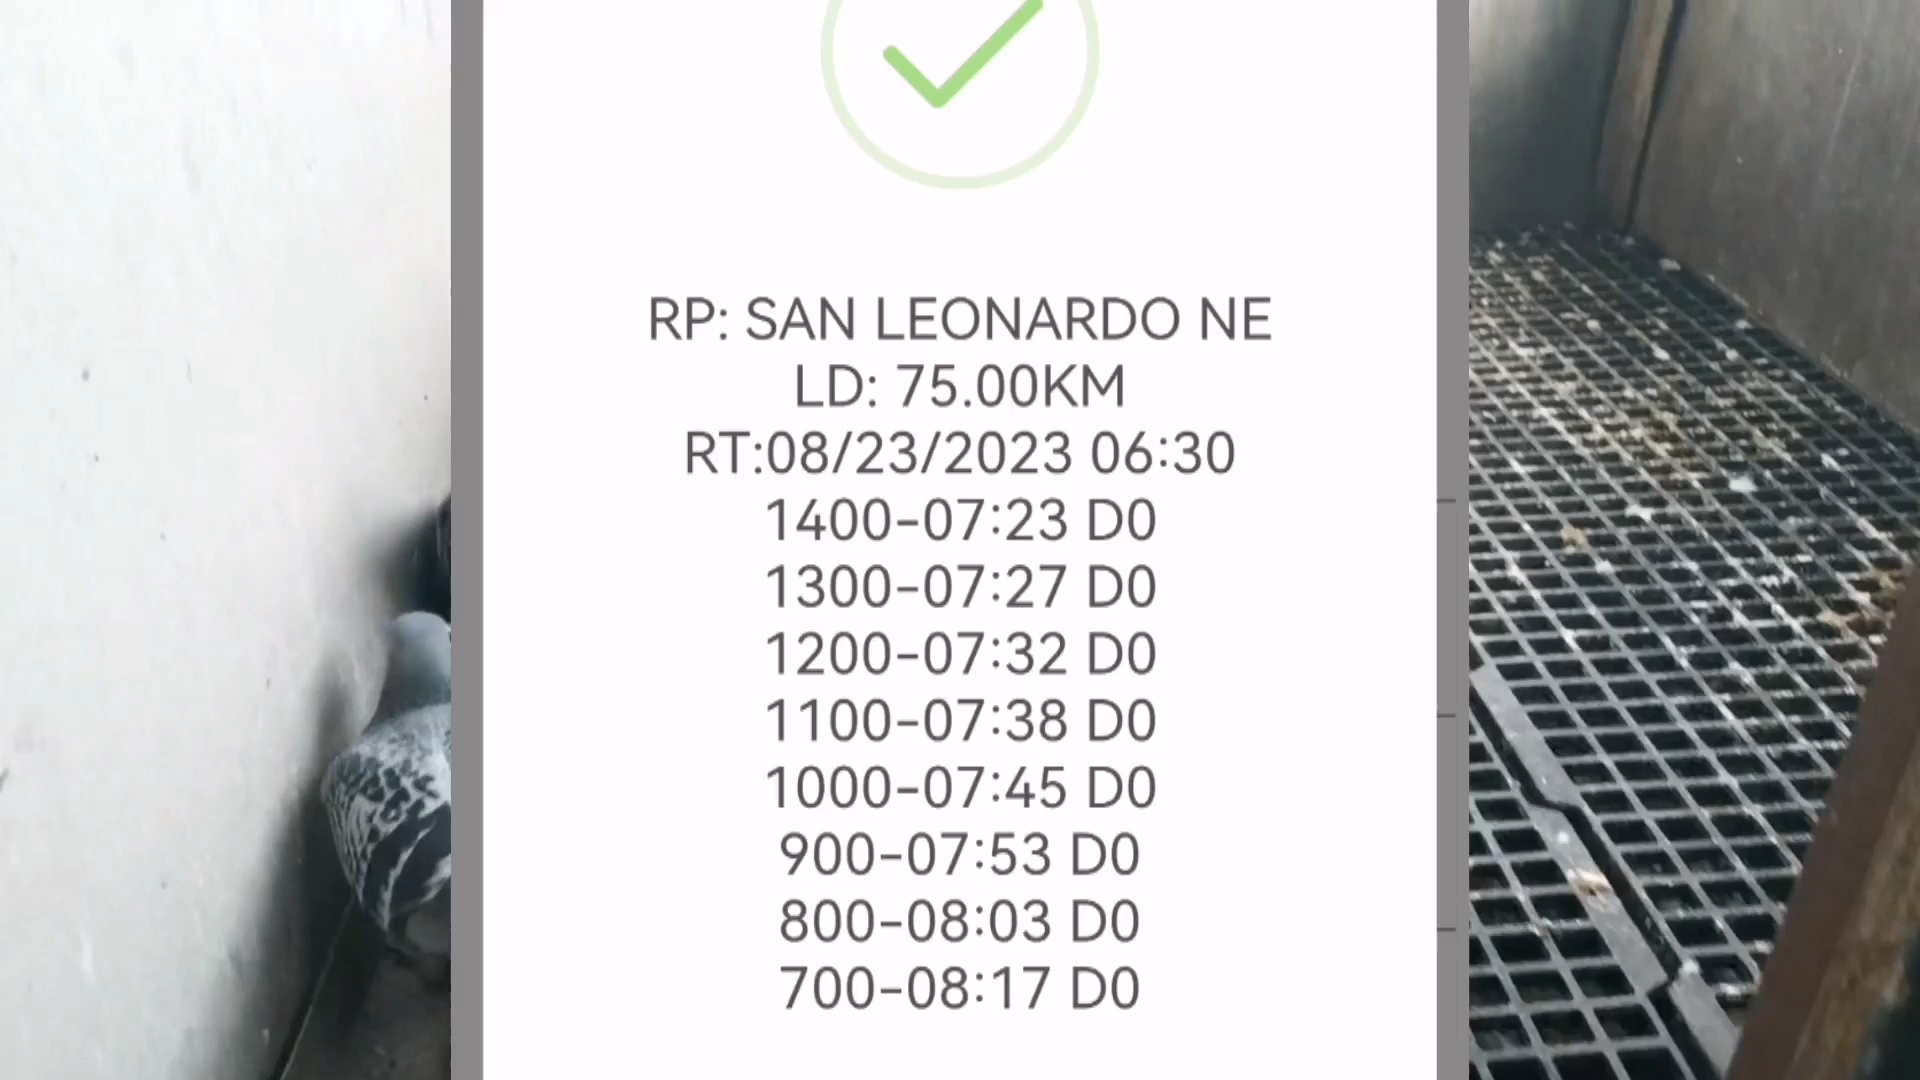 RP: SAN LEONARDO NE
LD: 75.00KM
RT:08/23/2023 06:30
1400-07:23 D0
1300-07:27 D0
1200-07:32 D0
1100-07:38 D0
1000-07:45 D0
900-07:53 D0
800-08:03 D0
700-08:17 D0